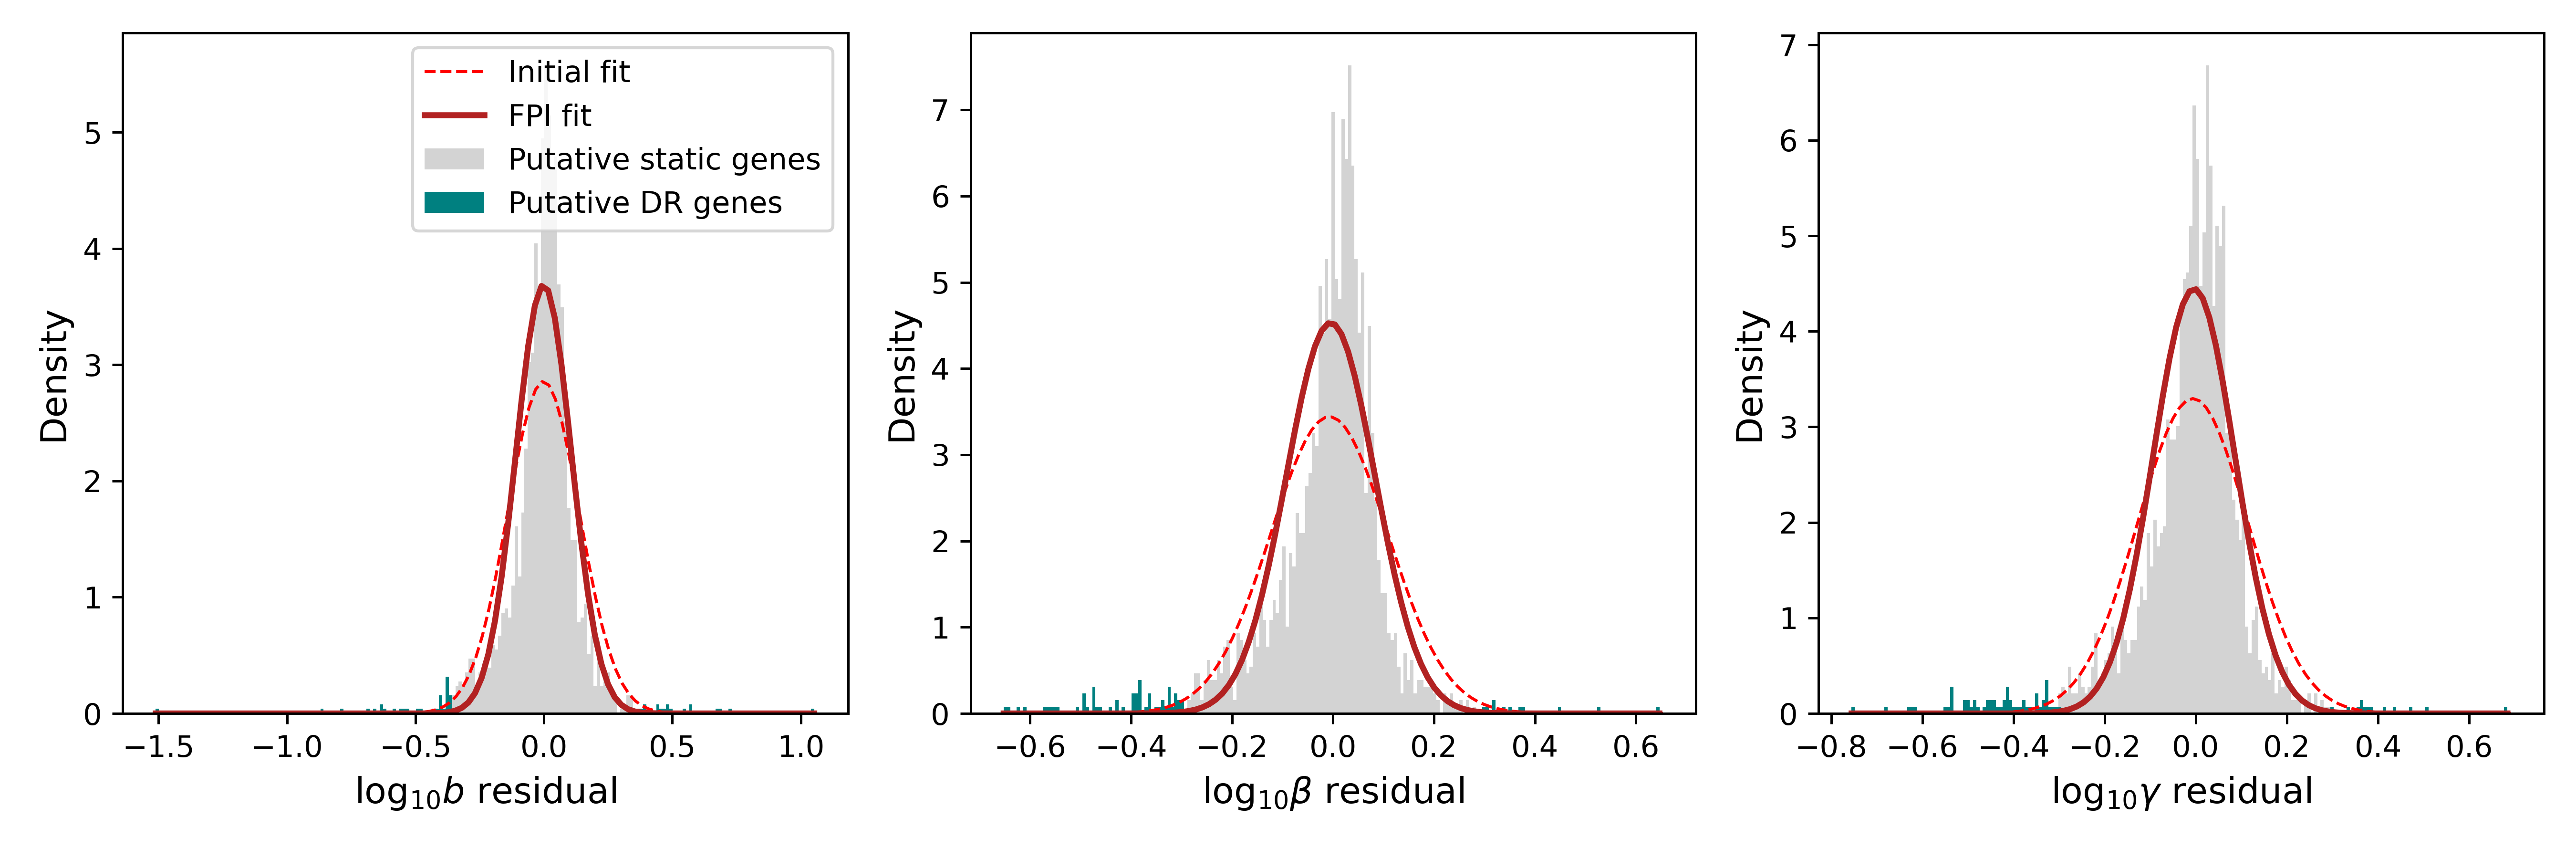 Density
5
4
3
2
1
0
Initial fit
FPI fit
Putative static genes
Putative DR genes
−1.5 −1.0 −0.5 0.0 0.5 1.0
log₁₀b residual
Density
7
6
5
4
3
2
1
0
−0.6 −0.4 −0.2 0.0 0.2 0.4 0.6
log₁₀β residual
Density
7
6
5
4
3
2
1
0
−0.8 −0.6 −0.4 −0.2 0.0 0.2 0.4 0.6
log₁₀γ residual